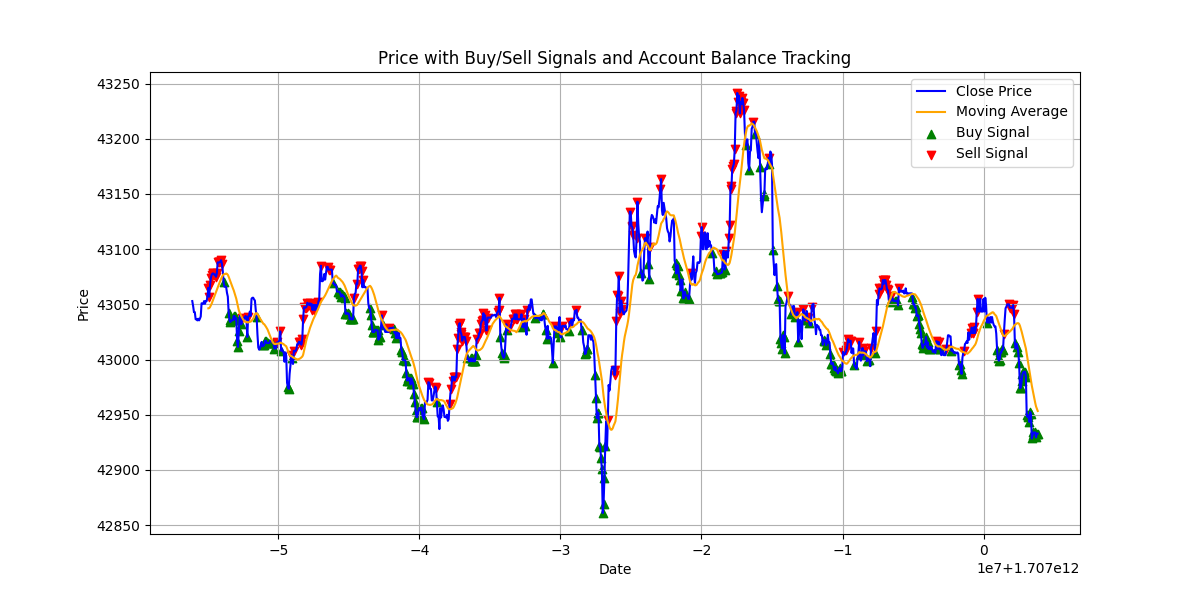 Price with Buy/Sell Signals and Account Balance Tracking
43250
43200
43150
43100
43050
43000
42950
42900
42850
Price
Close Price
Moving Average
Buy Signal
Sell Signal
−5
−4
−3
−2
−1
0
1e7+1.707e12
Date